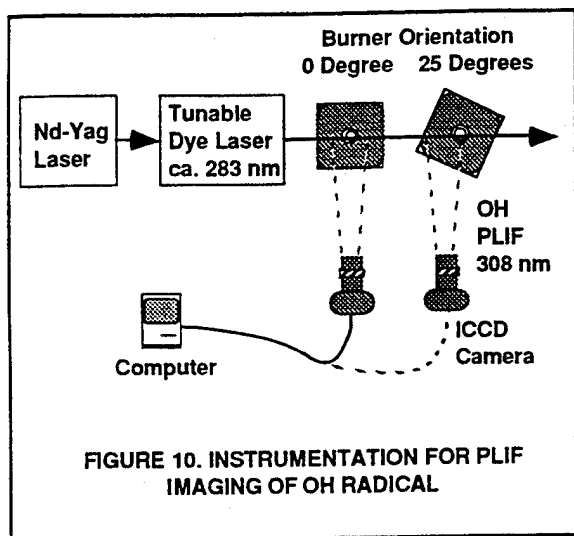 Burner Orientation
0 Degree 25 Degrees
Nd-Yag
Laser
Tunable
Dye Laser
ca. 283 nm
OH
PLIF
308 nm
ICCD
Camera
Computer
FIGURE 10. INSTRUMENTATION FOR PLIF
IMAGING OF OH RADICAL